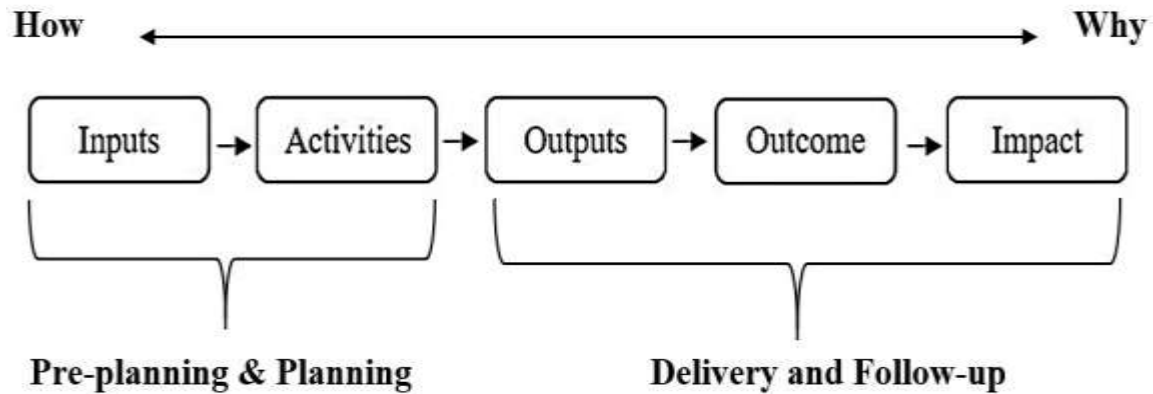 How Why
Inputs Activities Outputs Outcome Impact
Pre-planning & Planning Delivery and Follow-up